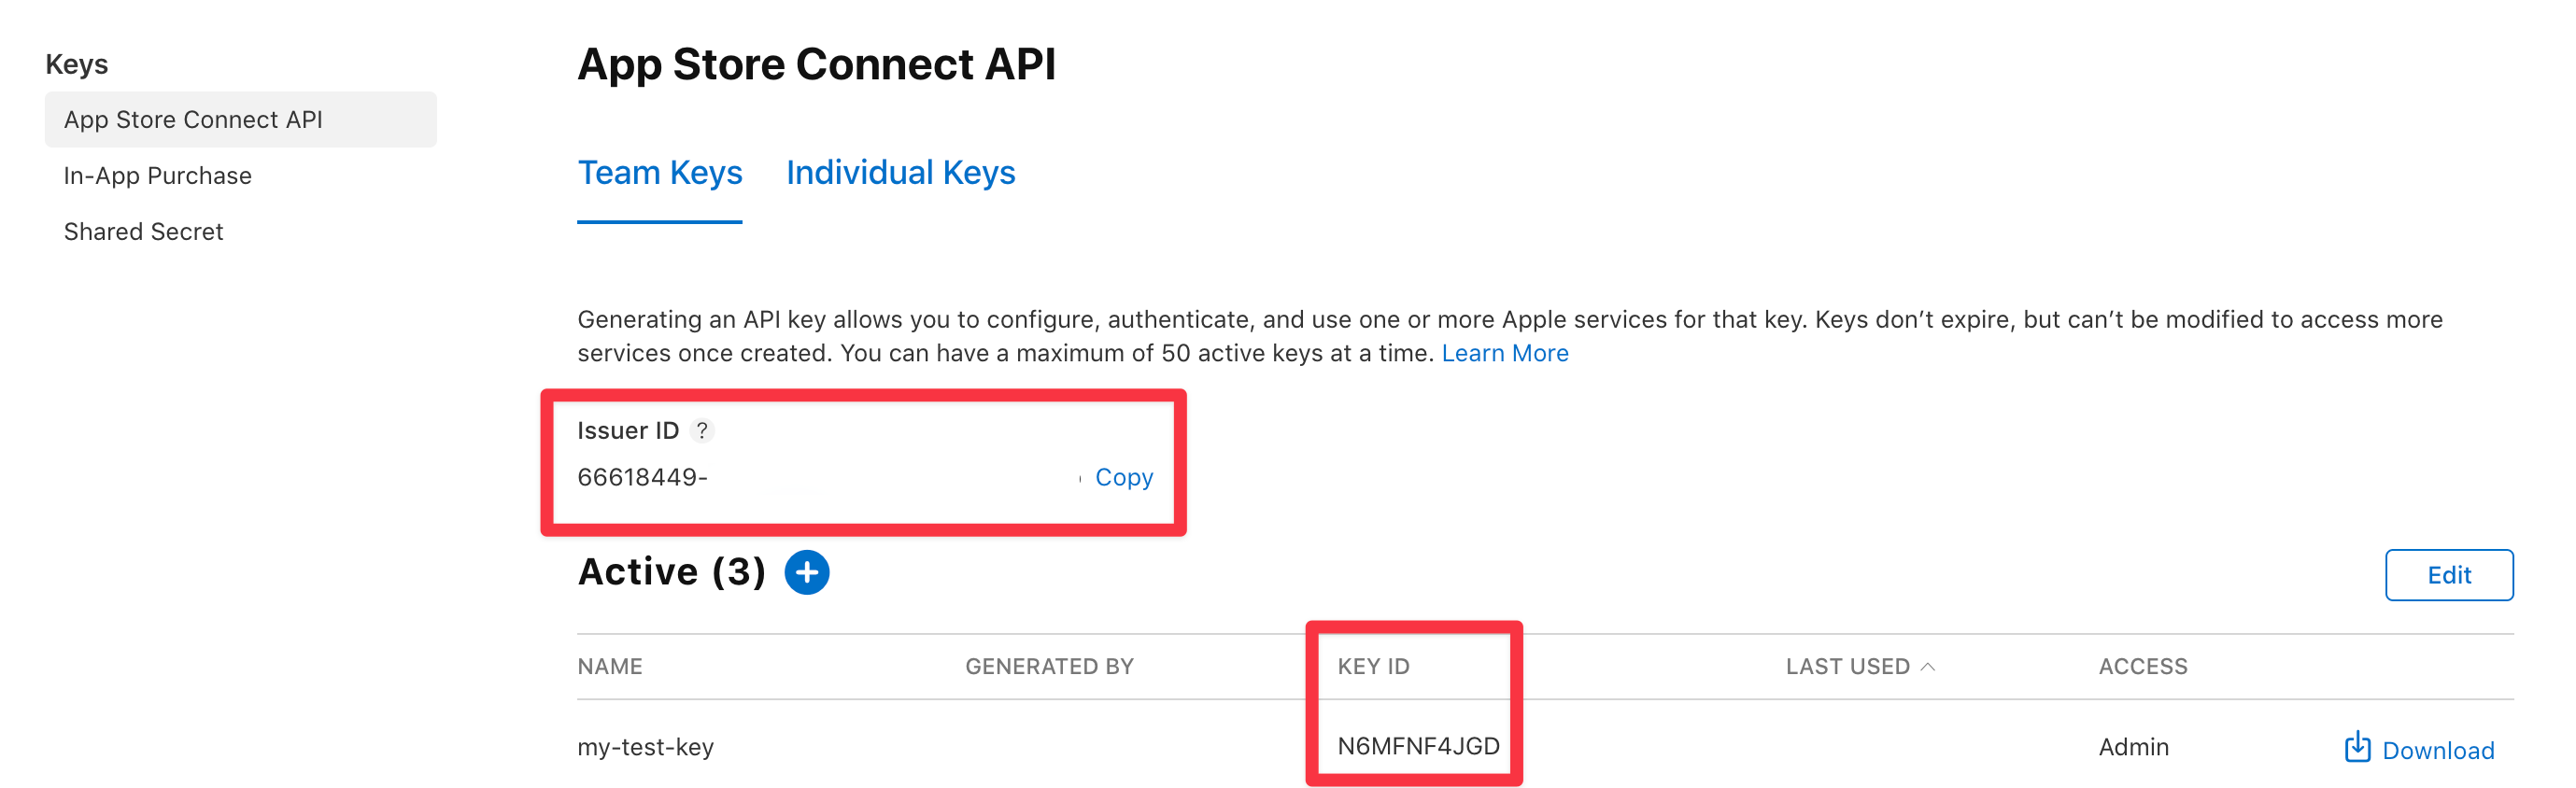 Keys
App Store Connect API
In-App Purchase
Shared Secret
App Store Connect API
Team Keys Individual Keys
Generating an API key allows you to configure, authenticate, and use one or more Apple services for that key. Keys don’t expire, but can’t be modified to access more
services once created. You can have a maximum of 50 active keys at a time. Learn More
Issuer ID ?
66618449- Copy
Active (3) +
Edit
NAME GENERATED BY KEY ID LAST USED ACCESS
my-test-key N6MFNF4JGD Admin Download